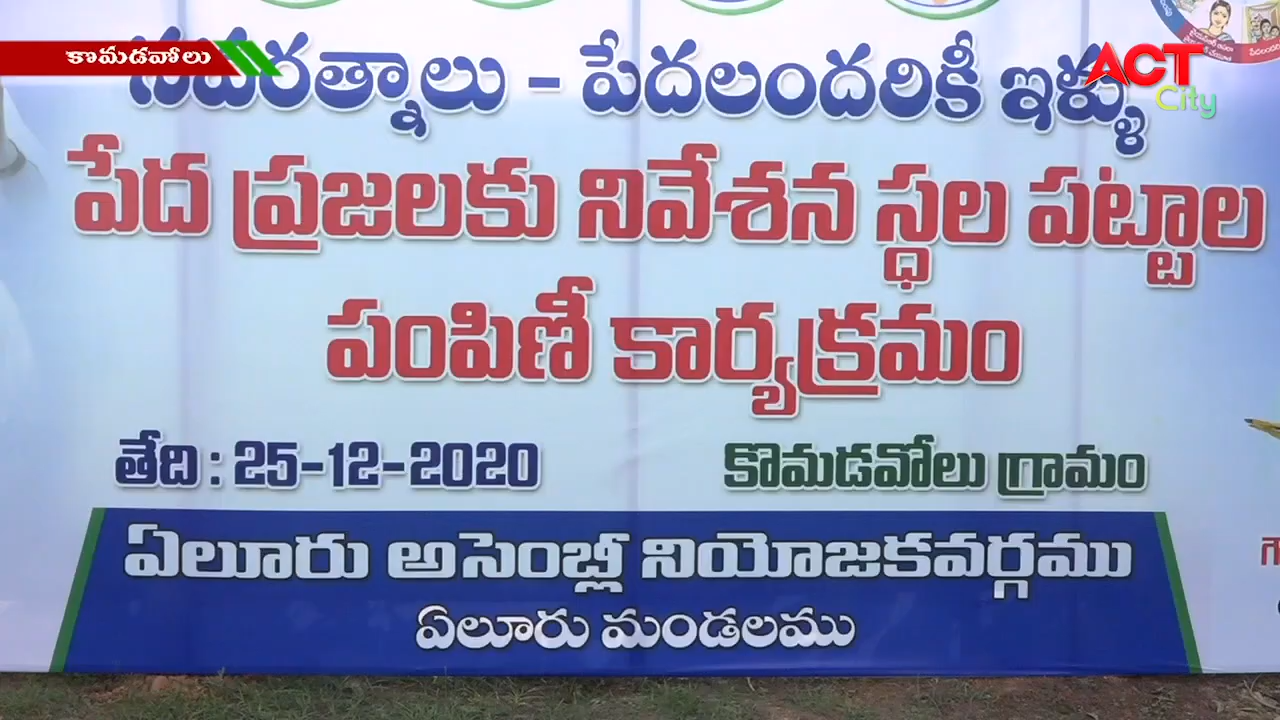 కొమడవోలు
ACT
City
నవరత్నాలు - పేదలందరికీ ఇళ్ళు
పేద ప్రజలకు నివేశన స్థల పట్టాల
పంపిణీ కార్యక్రమం
తేది : 25-12-2020
కొమడవోలు గ్రామం
ఏలూరు అసెంబ్లీ నియోజకవర్గము
ఏలూరు మండలము